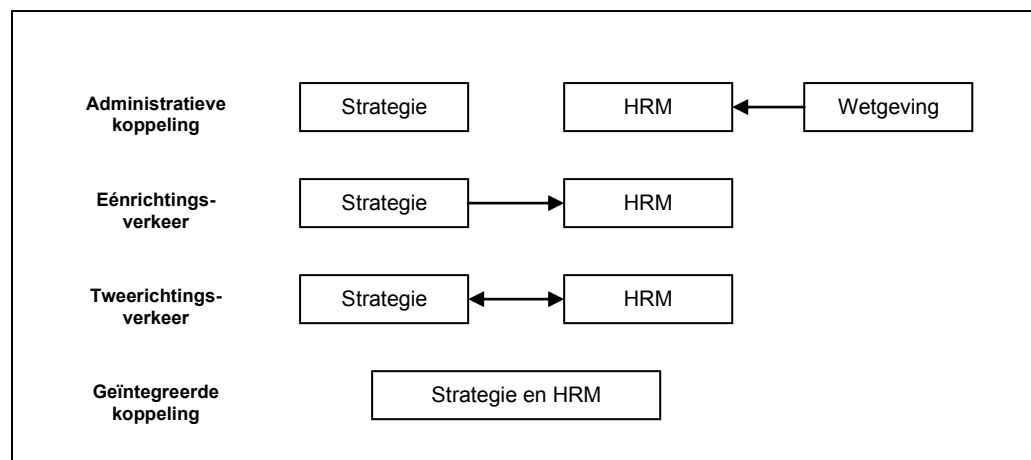 Administratieve
koppeling
Strategie
HRM
Wetgeving
Eénrichtings-
verkeer
Strategie
HRM
Tweerichtings-
verkeer
Strategie
HRM
Geïntegreerde
koppeling
Strategie en HRM